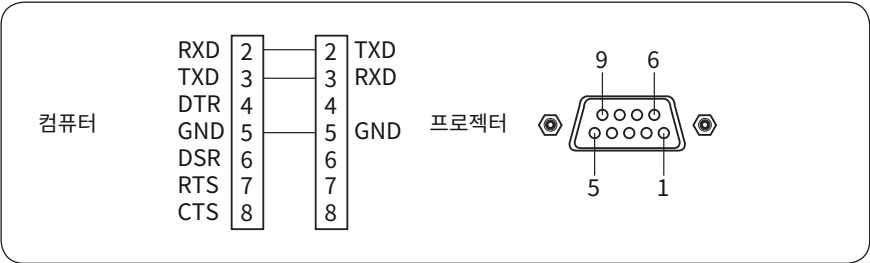 RXD 2 2 TXD
TXD 3 3 RXD
DTR 4 4
GND 5 5 GND
DSR 6 6
RTS 7 7
CTS 8 8
컴퓨터
프로젝터
9 6
5 1